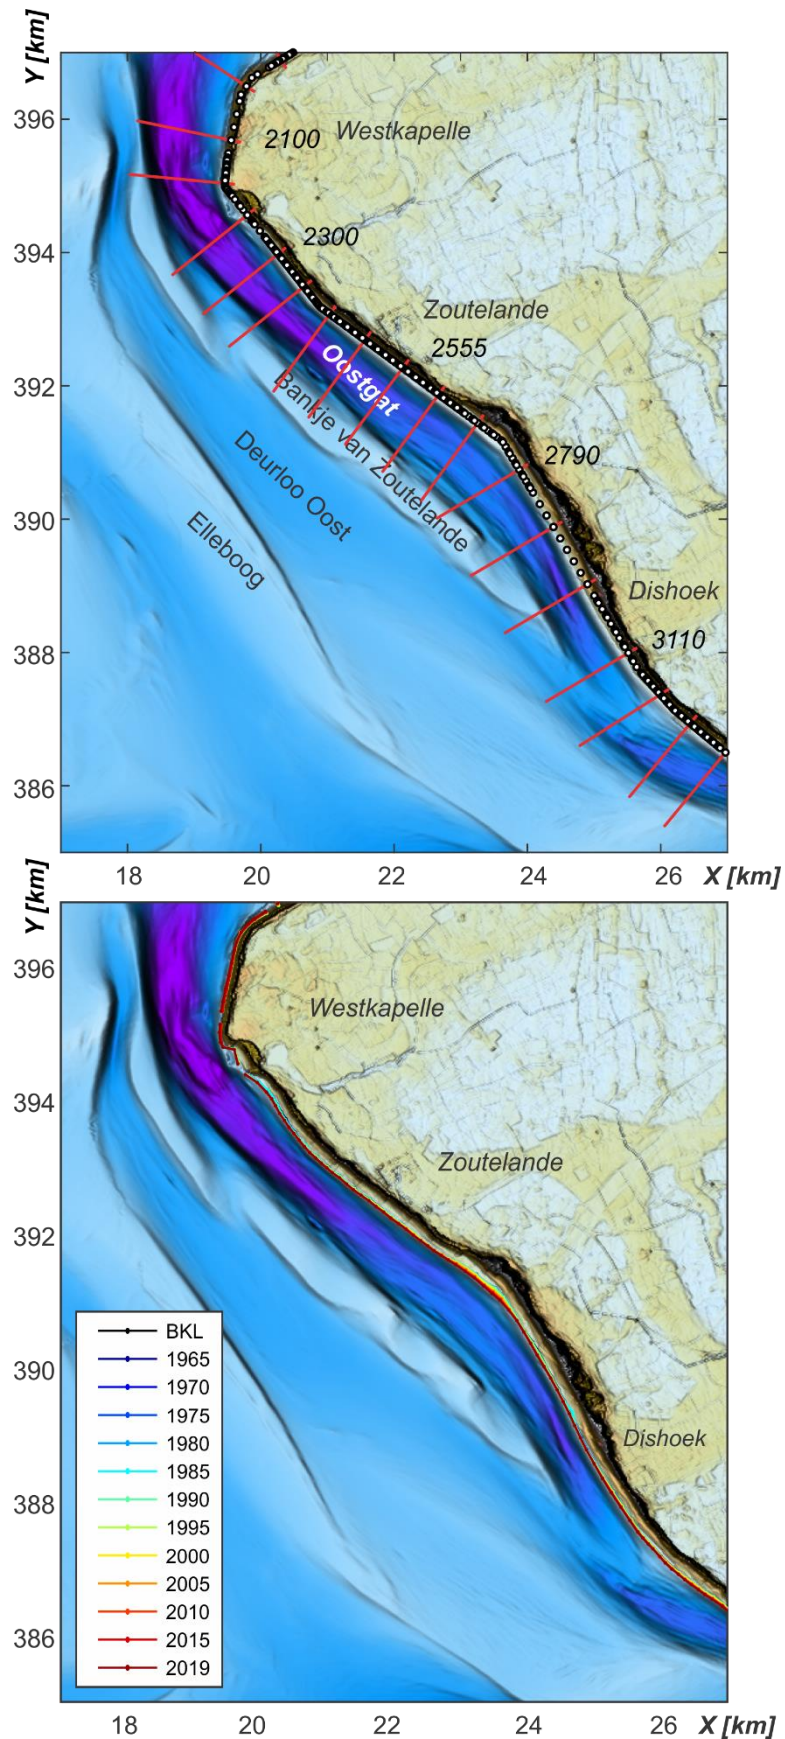 Y [km]
396
Westkapelle
2100
394
2300
Zoutelande
2555
392
Oostgat
Bankje van Zoutelande
Deurloo Oost
2790
390
Elleboog
Dishoek
3110
388
386
18
20
22
24
26
X [km]
Y [km]
396
Westkapelle
394
Zoutelande
392
BKL
1965
390
1970
1975
Dishoek
1980
1985
388
1990
1995
2000
2005
386
2010
2015
2019
18
20
22
24
26
X [km]